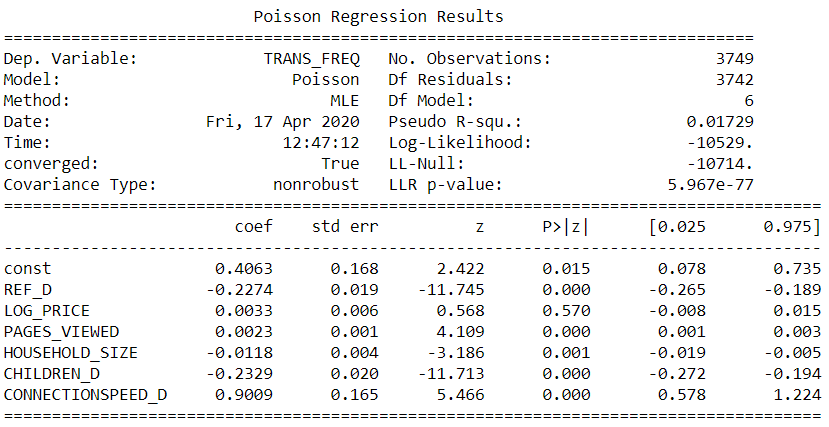 Poisson Regression Results
==============================================================================
Dep. Variable:             TRANS_FREQ   No. Observations:                 3749
Model:                        Poisson   Df Residuals:                     3742
Method:                           MLE   Df Model:                            6
Date:                Fri, 17 Apr 2020   Pseudo R-squ.:                 0.01729
Time:                        12:47:12   Log-Likelihood:                -10529.
converged:                       True   LL-Null:                       -10714.
Covariance Type:            nonrobust   LLR p-value:                 5.967e-77
=====================================================================================
                        coef    std err          z      P>|z|      [0.025      0.975]
-------------------------------------------------------------------------------------
const                 0.4063      0.168      2.422      0.015       0.078       0.735
REF_D                -0.2274      0.019    -11.745      0.000      -0.265      -0.189
LOG_PRICE             0.0033      0.006      0.568      0.570      -0.008       0.015
PAGES_VIEWED          0.0023      0.001      4.109      0.000       0.001       0.003
HOUSEHOLD_SIZE       -0.0118      0.004     -3.186      0.001      -0.019      -0.005
CHILDREN_D           -0.2329      0.020    -11.713      0.000      -0.272      -0.194
CONNECTIONSPEED_D     0.9009      0.165      5.466      0.000       0.578       1.224
=====================================================================================